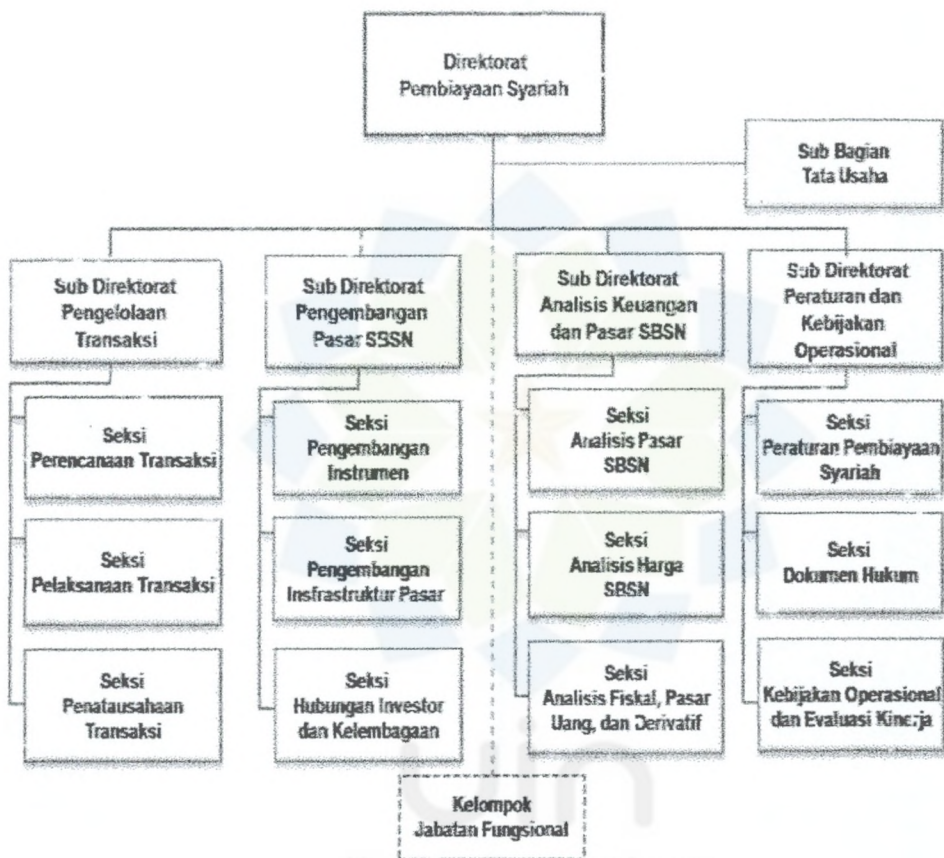 Direktorat
Pembiayaan Syariah
Sub Bagian
Tata Usaha
Sub Direktorat
Pengelolaan
Transaksi
Sub Direktorat
Pengembangan
Pasar SBSN
Sub Direktorat
Analisis Keuangan
dan Pasar SBSN
Sub Direktorat
Peraturan dan
Kebijakan
Operasional
Seksi
Perencanaan Transaksi
Seksi
Pengembangan
Instrumen
Seksi
Analisis Pasar
SBSN
Seksi
Peraturan Pembiayaan
Syariah
Seksi
Pelaksanaan Transaksi
Seksi
Pengembangan
Insfrastruktur Pasar
Seksi
Analisis Harga
SBSN
Seksi
Dokumen Hukum
Seksi
Penatausahaan
Transaksi
Seksi
Hubungan Investor
dan Kelembagaan
Seksi
Analisis Fiskal, Pasar
Uang, dan Derivatif
Seksi
Kebijakan Operasional
dan Evaluasi Kinerja
uin
Kelompok
Jabatan Fungsional